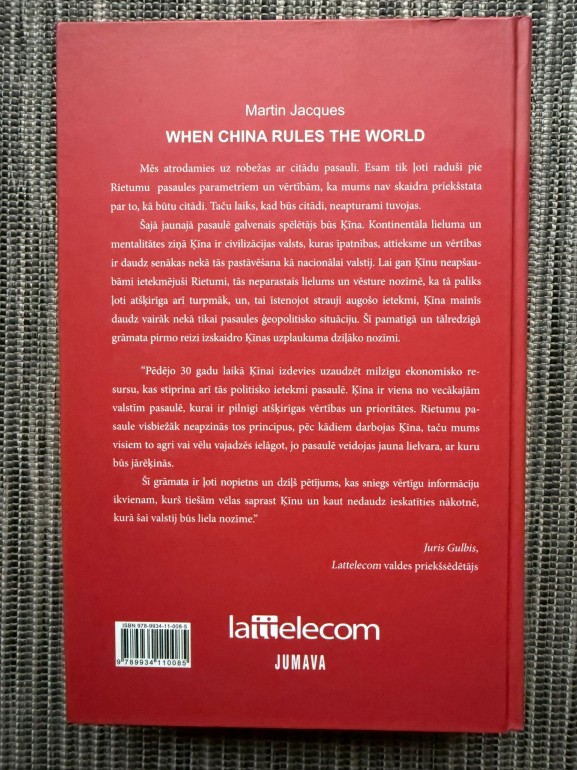 Martin Jacques
WHEN CHINA RULES THE WORLD
Mēs atrodamies uz robežas ar citādu pasauli. Esam tik ļoti raduši pie
Rietumu pasaules parametriem un vērtībām, ka mums nav skaidra priekšstata
par to, kā būtu citādi. Taču laiks, kad būs citādi, neapturami tuvojas.
Šajā jaunajā pasaulē galvenais spēlētājs būs Ķīna. Kontinentāla lieluma un
mentalitātes ziņā Ķīna ir civilizācijas valsts, kuras īpatnības, attieksme un vērtības
ir daudz senākas nekā tās pastāvēšana kā nacionālai valstij. Lai gan Ķīnu neapšau-
bāmi ietekmējuši Rietumi, tās neparastais lielums un vēsture nozīmē, ka tā paliks
ļoti atšķirīga arī turpmāk, un, tai īstenojot strauji augošo ietekmi, Ķīna mainīs
daudz vairāk nekā tikai pasaules ģeopolitisko situāciju. Šī pamatīgā un tālredzīgā
grāmata pirmo reizi izskaidro Ķīnas uzplaukuma dziļāko nozīmi.
“Pēdējo 30 gadu laikā Ķīnai izdevies uzaudzēt milzīgu ekonomisko re-
sursu, kas stiprina arī tās politisko ietekmi pasaulē. Ķīna ir viena no vecākajām
valstīm pasaulē, kurai ir pilnīgi atšķirīgas vērtības un prioritātes. Rietumu pa-
saule visbiežāk neapzinās tos principus, pēc kādiem darbojas Ķīna, taču mums
visiem to agri vai vēlu vajadzēs ielāgot, jo pasaulē veidojas jauna lielvara, ar kuru
būs jārēķinās.
Šī grāmata ir ļoti nopietns un dziļš pētījums, kas sniegs vērtīgu informāciju
ikvienam, kurš tiešām vēlas saprast Ķīnu un kaut nedaudz ieskatīties nākotnē,
kurā šai valstij būs liela nozīme.”
Juris Gulbis,
Lattelecom valdes priekšsēdētājs
ISBN 978-9934-11-008-5
9 789934 110085
lattelecom
JUMAVA